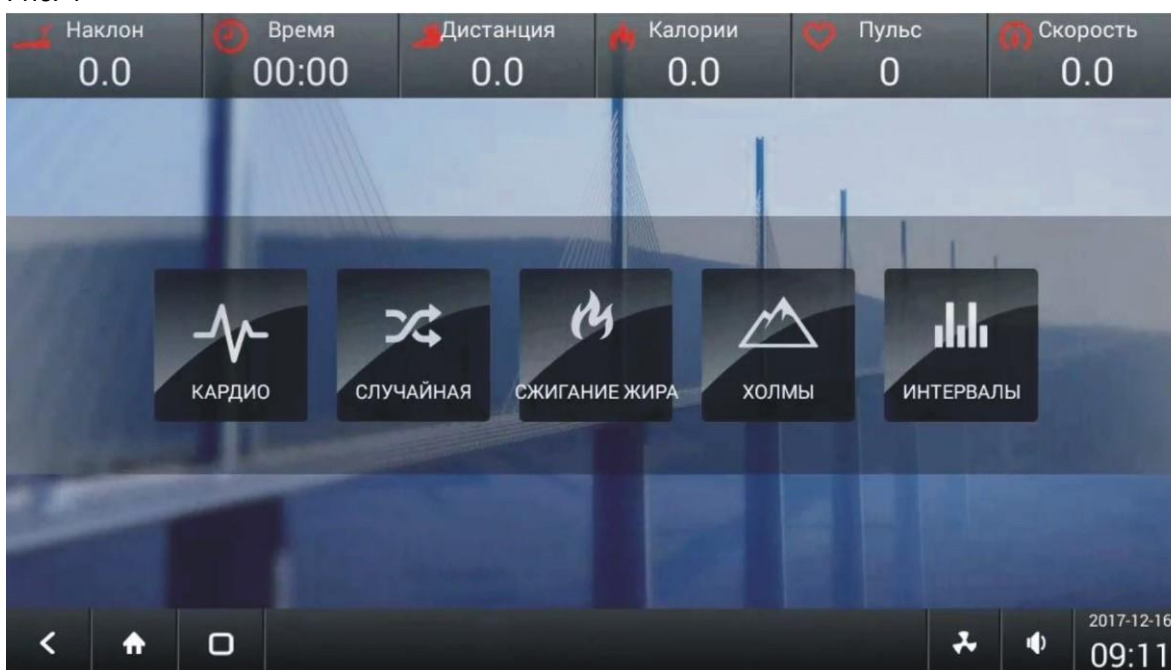 Наклон Время Дистанция Калории Пульс Скорость
0.0 00:00 0.0 0.0 0 0.0
КАРДИО СЛУЧАЙНАЯ СЖИГАНИЕ ЖИРА ХОЛМЫ ИНТЕРВАЛЫ
2017-12-16
09:11